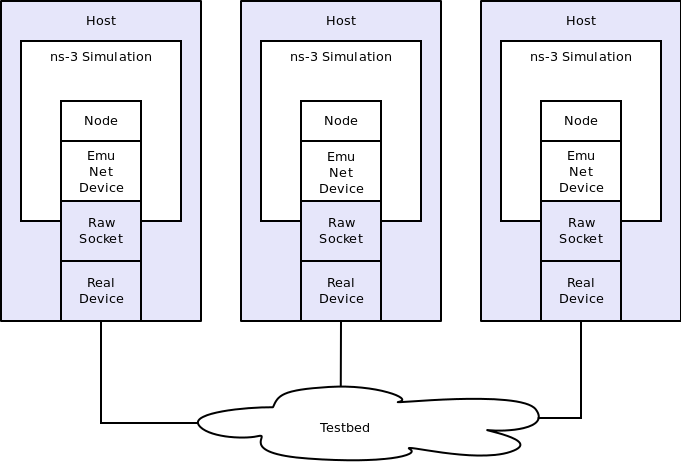 Host
ns-3 Simulation
Node
Emu
Net
Device
Raw
Socket
Real
Device
Host
ns-3 Simulation
Node
Emu
Net
Device
Raw
Socket
Real
Device
Host
ns-3 Simulation
Node
Emu
Net
Device
Raw
Socket
Real
Device
Testbed